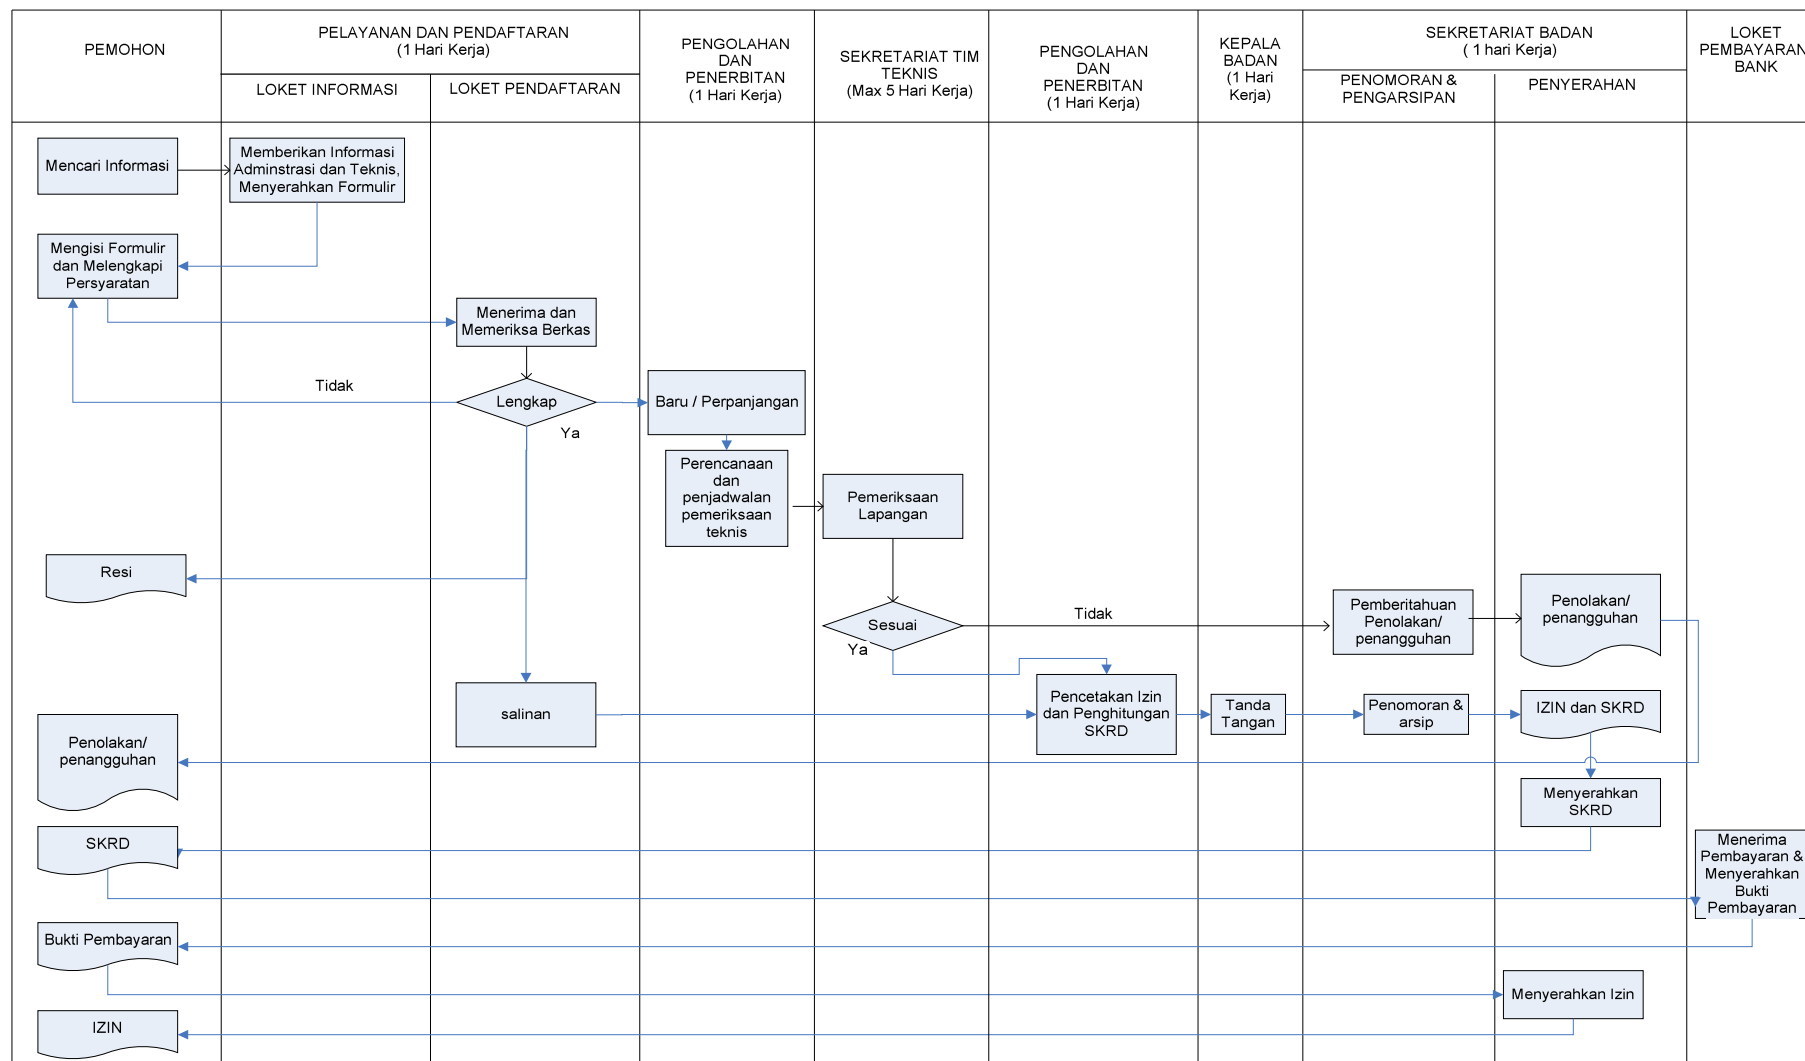 PEMOHON
PELAYANAN DAN PENDAFTARAN
(1 Hari Kerja)
LOKET INFORMASI
LOKET PENDAFTARAN
PENGOLAHAN
DAN
PENERBITAN
(1 Hari Kerja)
SEKRETARIAT TIM
TEKNIS
(Max 5 Hari Kerja)
PENGOLAHAN
DAN
PENERBITAN
(1 Hari Kerja)
KEPALA
BADAN
(1 Hari
Kerja)
SEKRETARIAT BADAN
( 1 hari Kerja)
PENOMORAN &
PENGARSIPAN
PENYERAHAN
LOKET
PEMBAYARAN
BANK
Mencari Informasi
Memberikan Informasi
Adminstrasi dan Teknis,
Menyerahkan Formulir
Mengisi Formulir
dan Melengkapi
Persyaratan
Menerima dan
Memeriksa Berkas
Tidak
Lengkap
Ya
Baru / Perpanjangan
Perencanaan
dan
penjadwalan
pemeriksaan
teknis
Pemeriksaan
Lapangan
Resi
Sesuai
Ya
Tidak
Pemberitahuan
Penolakan/
penangguhan
Penolakan/
penangguhan
salinan
Pencetakan Izin
dan Penghitungan
SKRD
Tanda
Tangan
Penomoran &
arsip
IZIN dan SKRD
Penolakan/
penangguhan
Menyerahkan
SKRD
SKRD
Menerima
Pembayaran &
Menyerahkan
Bukti
Pembayaran
Bukti Pembayaran
Menyerahkan Izin
IZIN